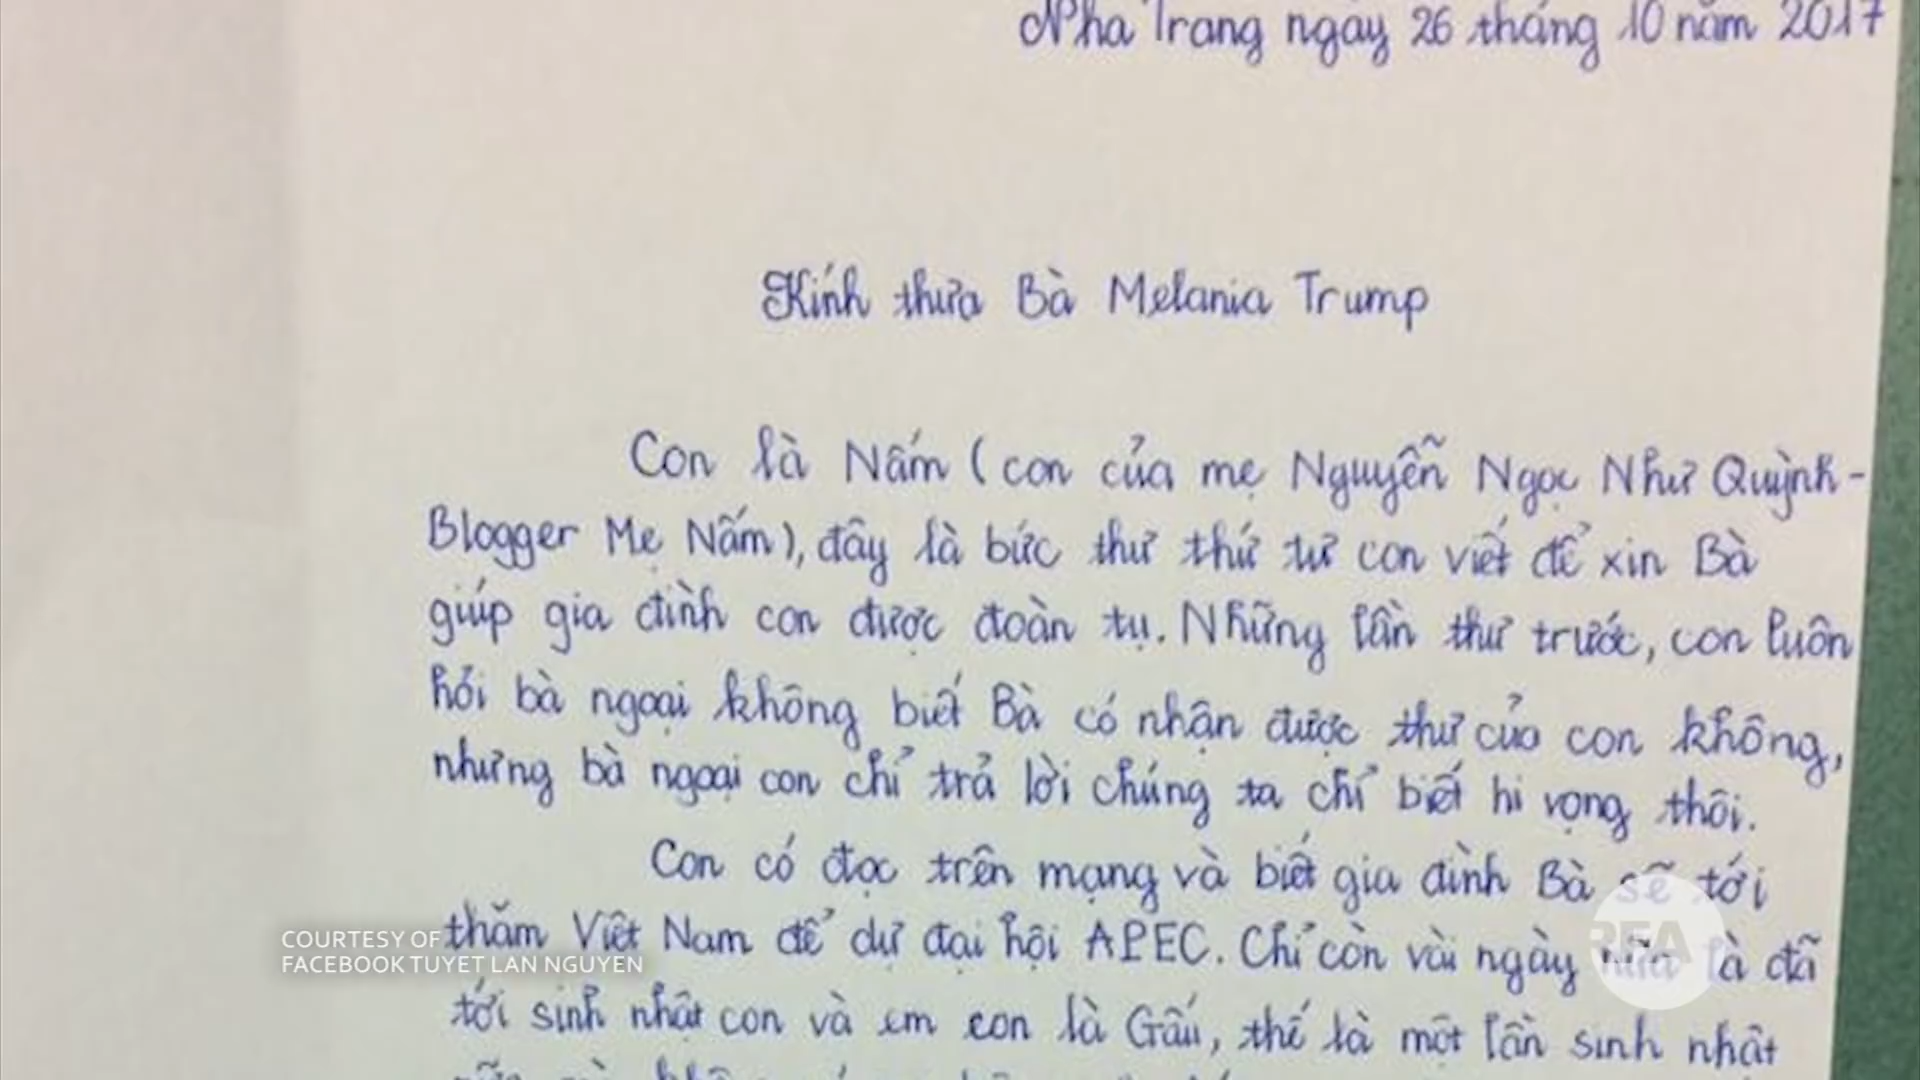 Nha Trang ngày 26 tháng 10 năm 2017
Kính thưa Bà Melania Trump
Con là Nấm (con của mẹ Nguyễn Ngọc Như Quỳnh -
Blogger Mẹ Nấm), đây là bức thư thứ tư con viết để xin Bà
giúp gia đình con được đoàn tụ. Những lần thư trước, con luôn
hỏi bà ngoại không biết Bà có nhận được thư của con không,
nhưng bà ngoại con chỉ trả lời chúng ta chỉ biết hi vọng thôi.
Con có đọc trên mạng và biết gia đình Bà sẽ tới
thăm Việt Nam để dự đại hội APEC. Chỉ còn vài ngày nữa là đã
tới sinh nhật con và em con là Gấu, thế là một lần sinh nhật
COURTESY OF
FACEBOOK TUYET LAN NGUYEN
RFA